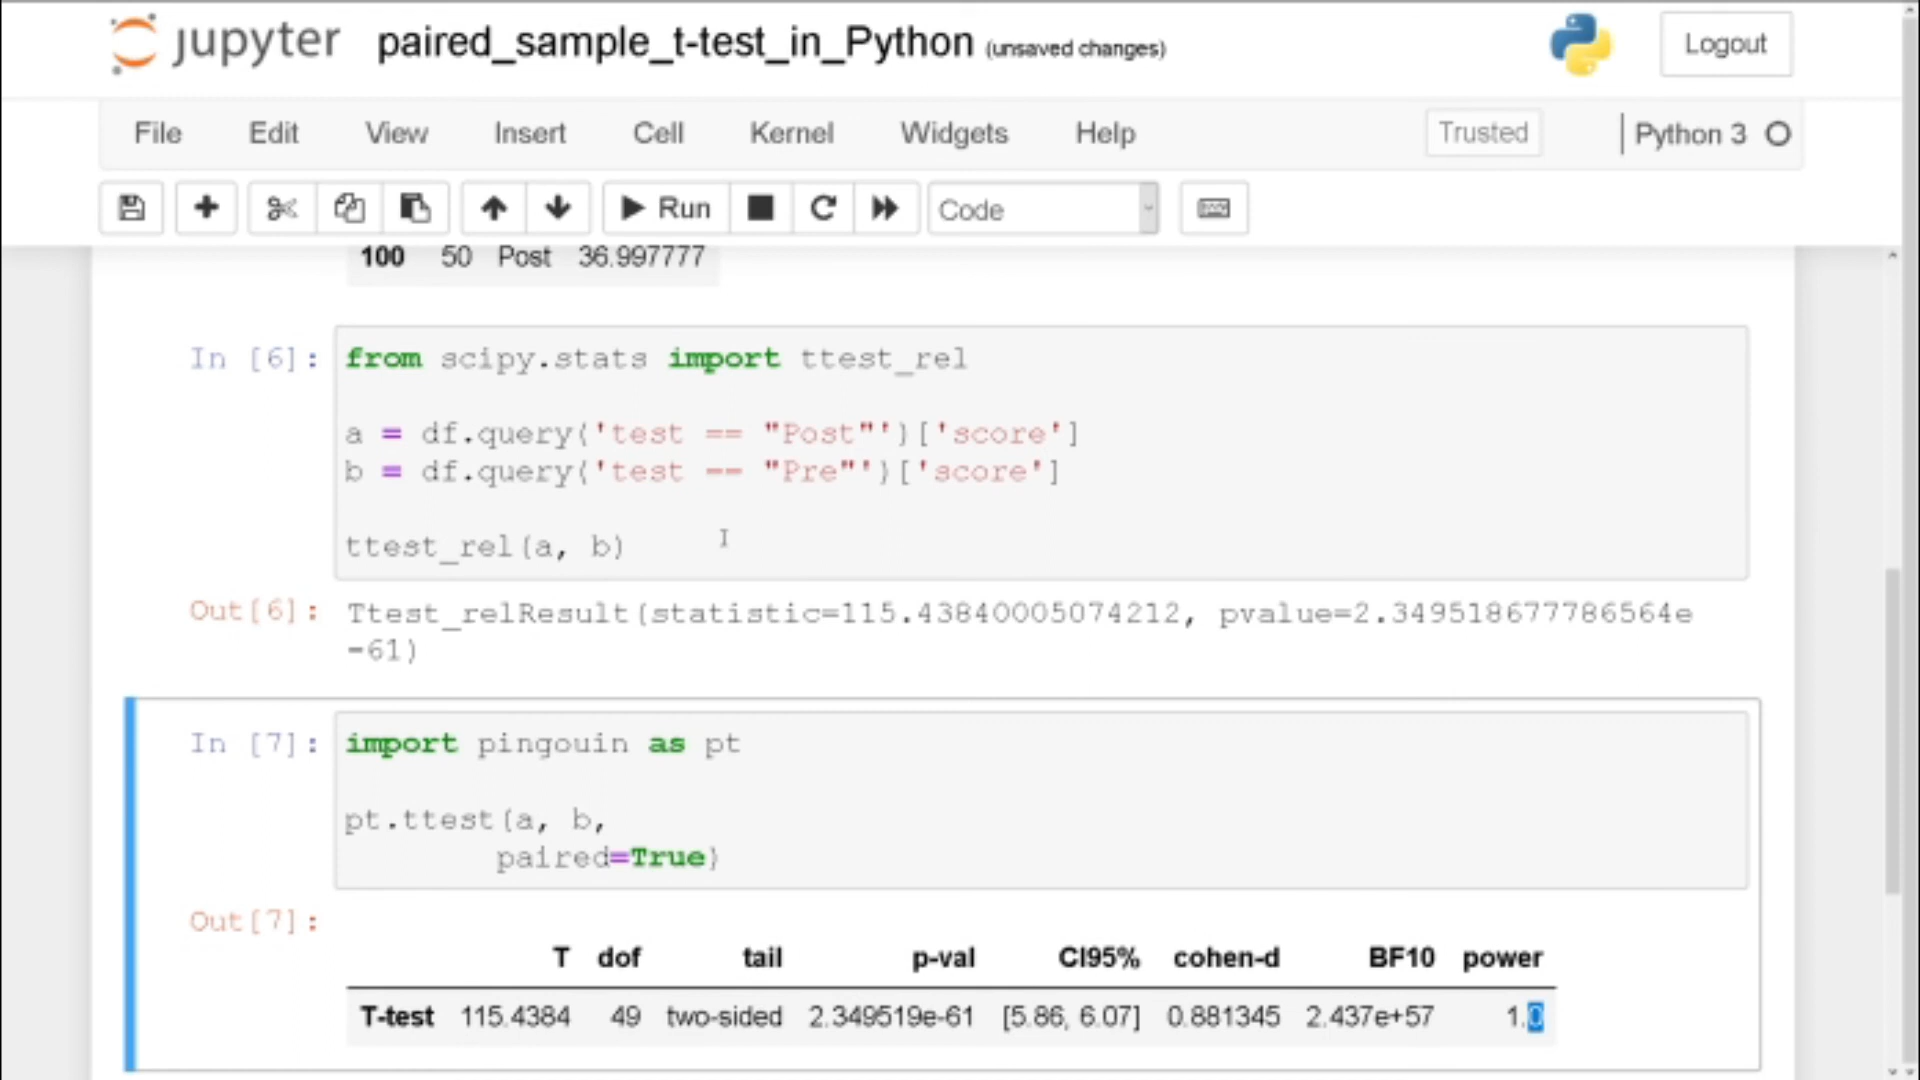 jupyter paired_sample_t-test_in_Python (unsaved changes) Logout
File Edit View Insert Cell Kernel Widgets Help Trusted Python 3
Run Code
100 50 Post 36.997777
In [6]: from scipy.stats import ttest_rel
a = df.query('test == "Post"')['score']
b = df.query('test == "Pre"')['score']
ttest_rel(a, b)
Out[6]: Ttest_relResult(statistic=115.43840005074212, pvalue=2.349518677786564e
-61)
In [7]: import pingouin as pt
pt.ttest(a, b,
paired=True)
Out[7]:
T dof tail p-val CI95% cohen-d BF10 power
T-test 115.4384 49 two-sided 2.349519e-61 [5.86, 6.07] 0.881345 2.437e+57 1.0